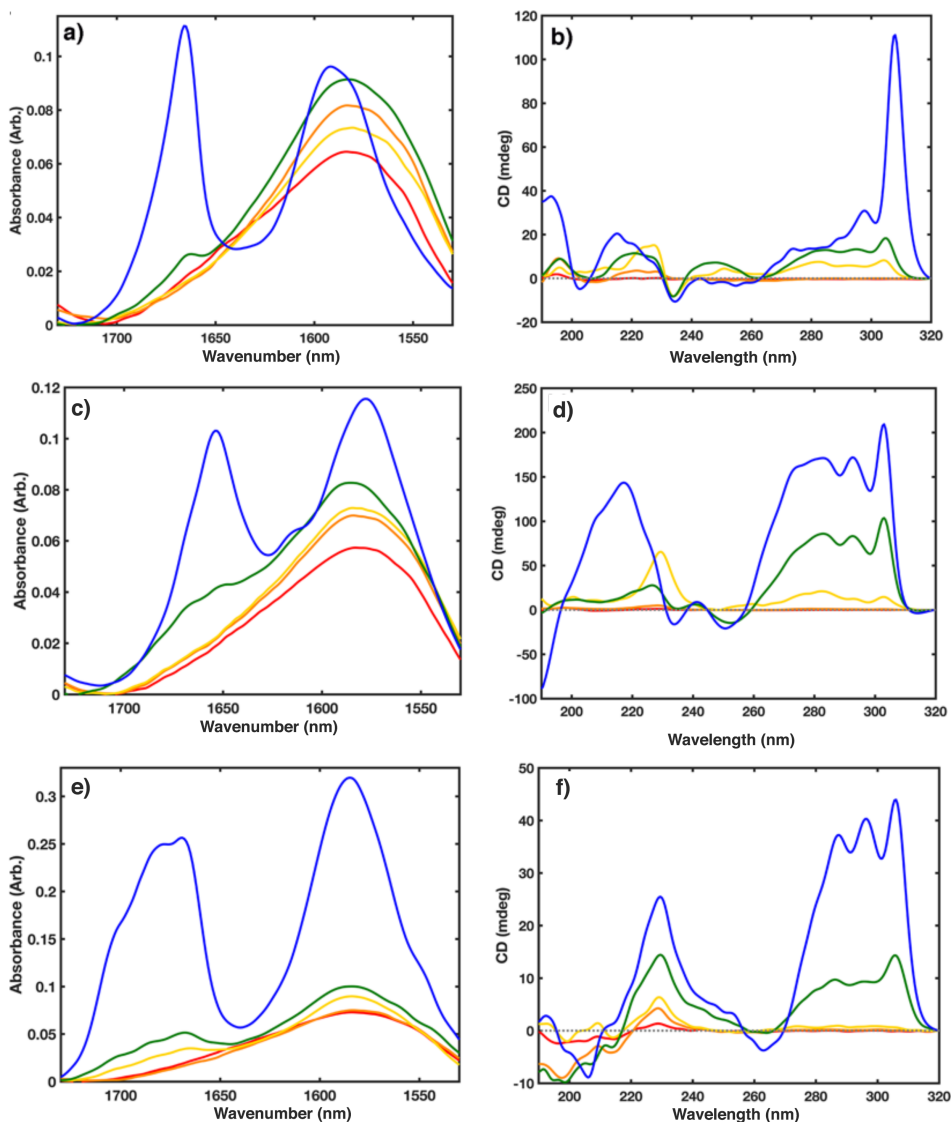 a)
Absorbance (Arb.)
0.1
0.08
0.06
0.04
0.02
0
1700 1650 1600 1550
Wavenumber (nm)
b)
CD (mdeg)
120
100
80
60
40
20
0
-20
200 220 240 260 280 300 320
Wavelength (nm)
c)
Absorbance (Arb.)
0.12
0.1
0.08
0.06
0.04
0.02
0
1700 1650 1600 1550
Wavenumber (nm)
d)
CD (mdeg)
250
200
150
100
50
0
-50
-100
200 220 240 260 280 300 320
Wavelength (nm)
e)
Absorbance (Arb.)
0.3
0.25
0.2
0.15
0.1
0.05
0
1700 1650 1600 1550
Wavenumber (nm)
f)
CD (mdeg)
50
40
30
20
10
0
-10
200 220 240 260 280 300 320
Wavelength (nm)